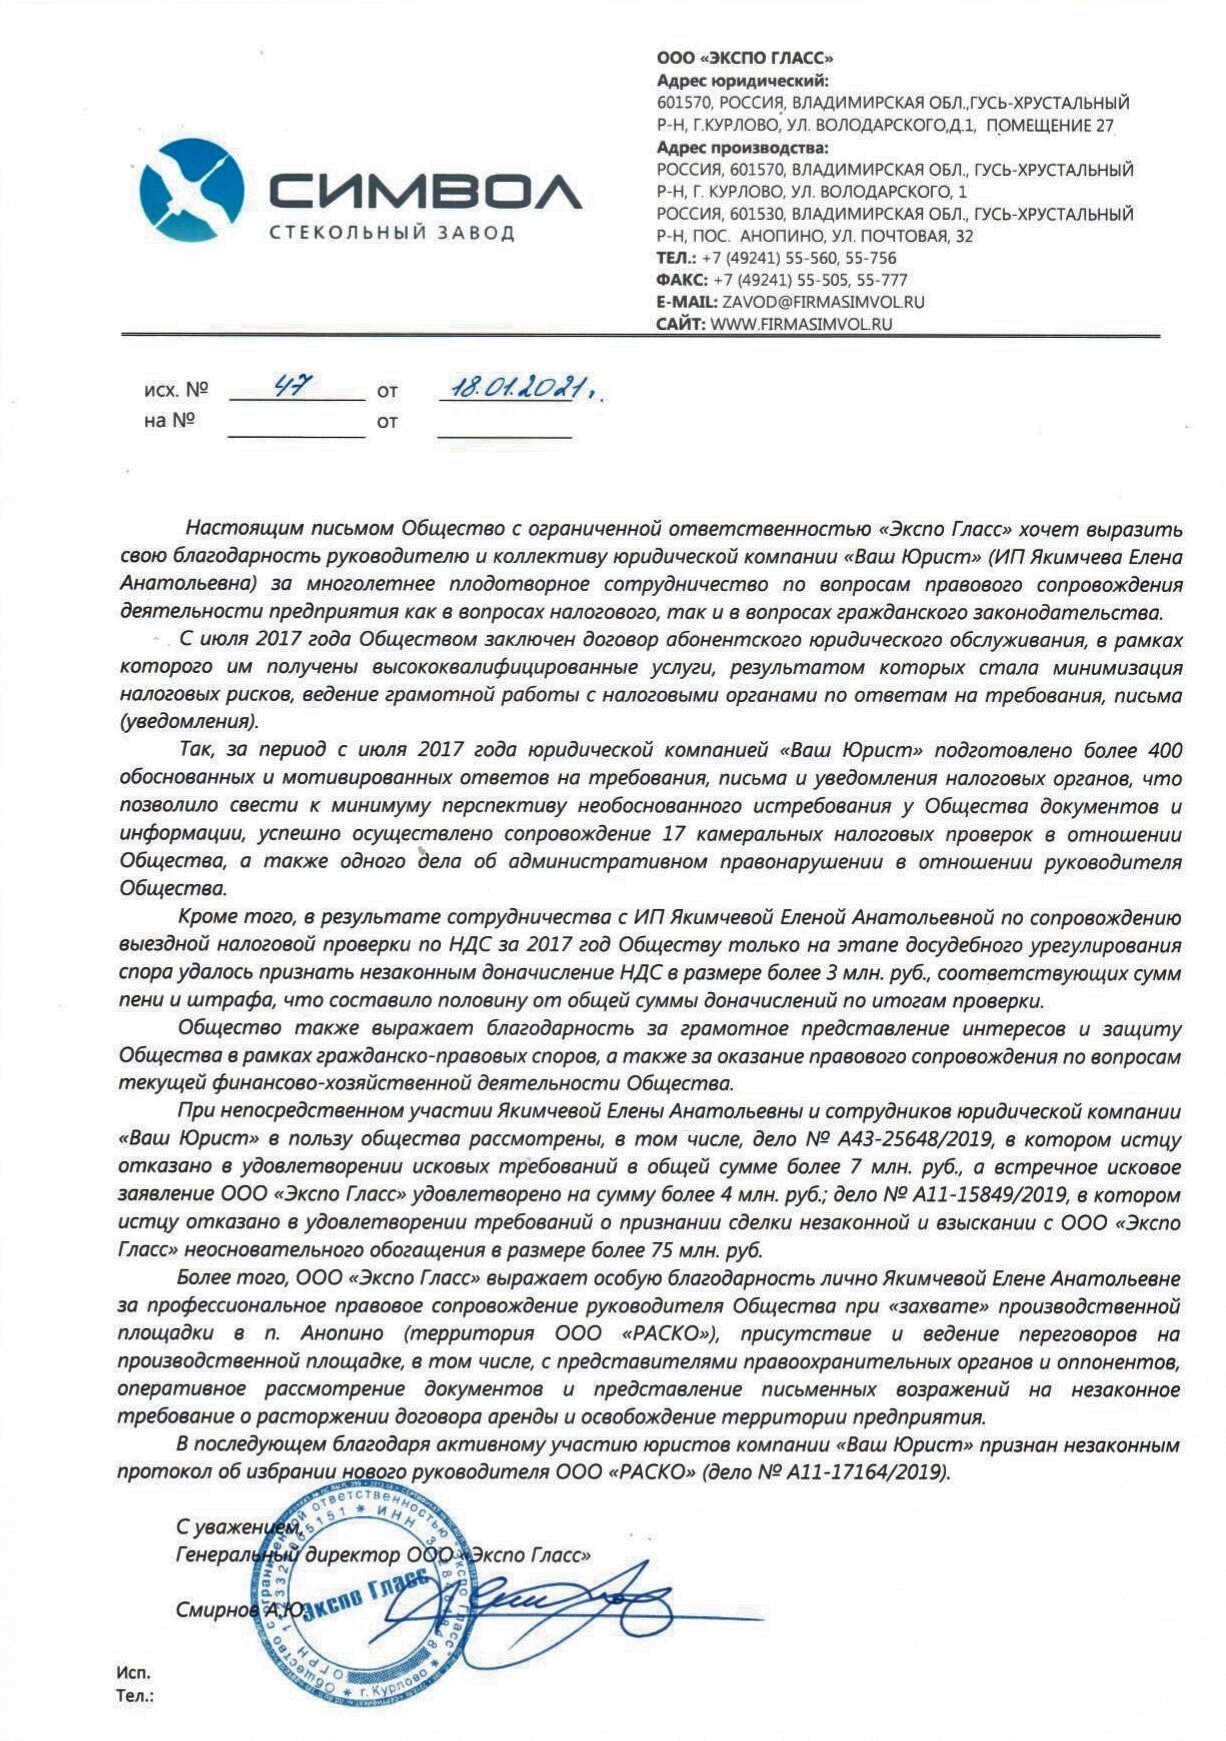 ООО «ЭКСПО ГЛАСС»
Адрес юридический:
601570, РОССИЯ, ВЛАДИМИРСКАЯ ОБЛ.,ГУСЬ-ХРУСТАЛЬНЫЙ
Р-Н, Г.КУРЛОВО, УЛ. ВОЛОДАРСКОГО,Д.1, ПОМЕЩЕНИЕ 27
Адрес производства:
РОССИЯ, 601570, ВЛАДИМИРСКАЯ ОБЛ., ГУСЬ-ХРУСТАЛЬНЫЙ
Р-Н, Г. КУРЛОВО, УЛ. ВОЛОДАРСКОГО, 1
РОССИЯ, 601530, ВЛАДИМИРСКАЯ ОБЛ., ГУСЬ-ХРУСТАЛЬНЫЙ
Р-Н, ПОС. АНОПИНО, УЛ. ПОЧТОВАЯ, 32
ТЕЛ.: +7 (49241) 55-560, 55-756
ФАКС: +7 (49241) 55-505, 55-777
E-MAIL: ZAVOD@FIRMASIMVOL.RU
САЙТ: WWW.FIRMASIMVOL.RU
СИМВОЛ
СТЕКОЛЬНЫЙ ЗАВОД
исх. № 47 от 18.01.2021г.
на № от
Настоящим письмом Общество с ограниченной ответственностью «Экспо Гласс» хочет выразить
свою благодарность руководителю и коллективу юридической компании «Ваш Юрист» (ИП Якимчева Елена
Анатольевна) за многолетнее плодотворное сотрудничество по вопросам правового сопровождения
деятельности предприятия как в вопросах налогового, так и в вопросах гражданского законодательства.
С июля 2017 года Обществом заключен договор абонентского юридического обслуживания, в рамках
которого им получены высококвалифицированные услуги, результатом которых стала минимизация
налоговых рисков, ведение грамотной работы с налоговыми органами по ответам на требования, письма
(уведомления).
Так, за период с июля 2017 года юридической компанией «Ваш Юрист» подготовлено более 400
обоснованных и мотивированных ответов на требования, письма и уведомления налоговых органов, что
позволило свести к минимуму перспективу необоснованного истребования у Общества документов и
информации, успешно осуществлено сопровождение 17 камеральных налоговых проверок в отношении
Общества, а также одного дела об административном правонарушении в отношении руководителя
Общества.
Кроме того, в результате сотрудничества с ИП Якимчевой Еленой Анатольевной по сопровождению
выездной налоговой проверки по НДС за 2017 год Обществу только на этапе досудебного урегулирования
спора удалось признать незаконным доначисление НДС в размере более 3 млн. руб., соответствующих сумм
пени и штрафа, что составило половину от общей суммы доначислений по итогам проверки.
Общество также выражает благодарность за грамотное представление интересов и защиту
Общества в рамках гражданско-правовых споров, а также за оказание правового сопровождения по вопросам
текущей финансово-хозяйственной деятельности Общества.
При непосредственном участии Якимчевой Елены Анатольевны и сотрудников юридической компании
«Ваш Юрист» в пользу общества рассмотрены, в том числе, дело № А43-25648/2019, в котором истцу
отказано в удовлетворении исковых требований в общей сумме более 7 млн. руб., а встречное исковое
заявление ООО «Экспо Гласс» удовлетворено на сумму более 4 млн. руб.; дело № А11-15849/2019, в котором
истцу отказано в удовлетворении требований о признании сделки незаконной и взыскании с ООО «Экспо
Гласс» неосновательного обогащения в размере более 75 млн. руб.
Более того, ООО «Экспо Гласс» выражает особую благодарность лично Якимчевой Елене Анатольевне
за профессиональное правовое сопровождение руководителя Общества при «захвате» производственной
площадки в п. Анопино (территория ООО «РАСКО»), присутствие и ведение переговоров на
производственной площадке, в том числе, с представителями правоохранительных органов и оппонентов,
оперативное рассмотрение документов и представление письменных возражений на незаконное
требование о расторжении договора аренды и освобождение территории предприятия.
В последующем благодаря активному участию юристов компании «Ваш Юрист» признан незаконным
протокол об избрании нового руководителя ООО «РАСКО» (дело № А11-17164/2019).
С уважением,
Генеральный директор ООО «Экспо Гласс»
Смирнов А.Ю.
Экспо Гласс
Общество с ограниченной ответственностью "Экспо Гласс" * г. Курлово *
ОГРН * ИНН
Исп.
Тел.: